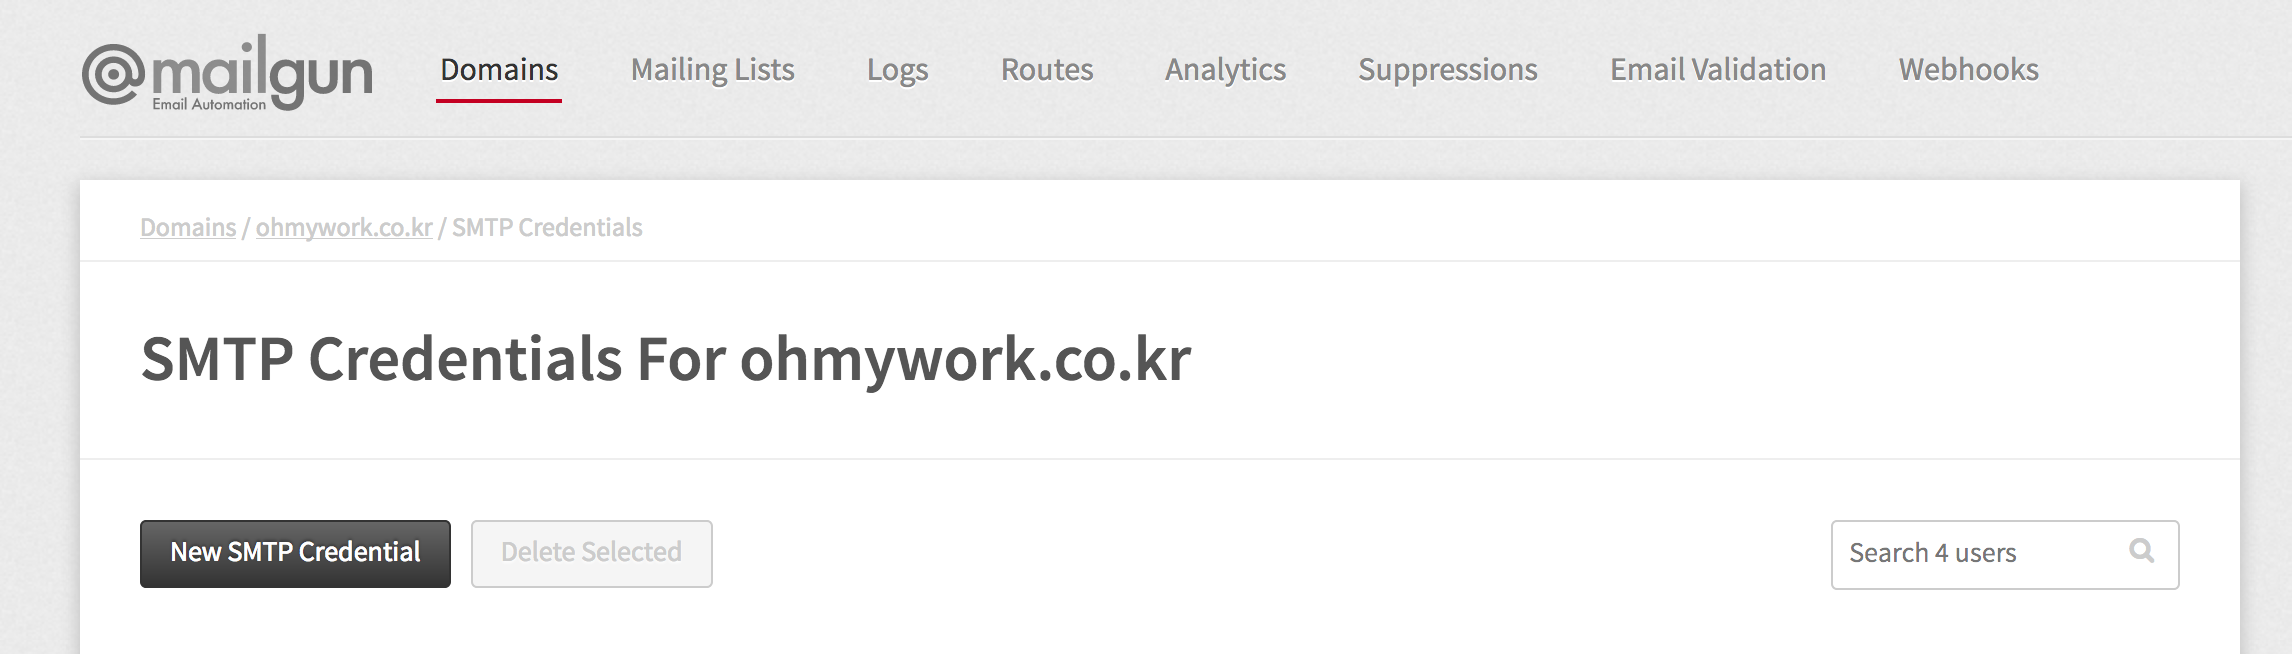 @mailgun
Email Automation
Domains Mailing Lists Logs Routes Analytics Suppressions Email Validation Webhooks
Domains / ohmywork.co.kr / SMTP Credentials
SMTP Credentials For ohmywork.co.kr
New SMTP Credential Delete Selected Search 4 users